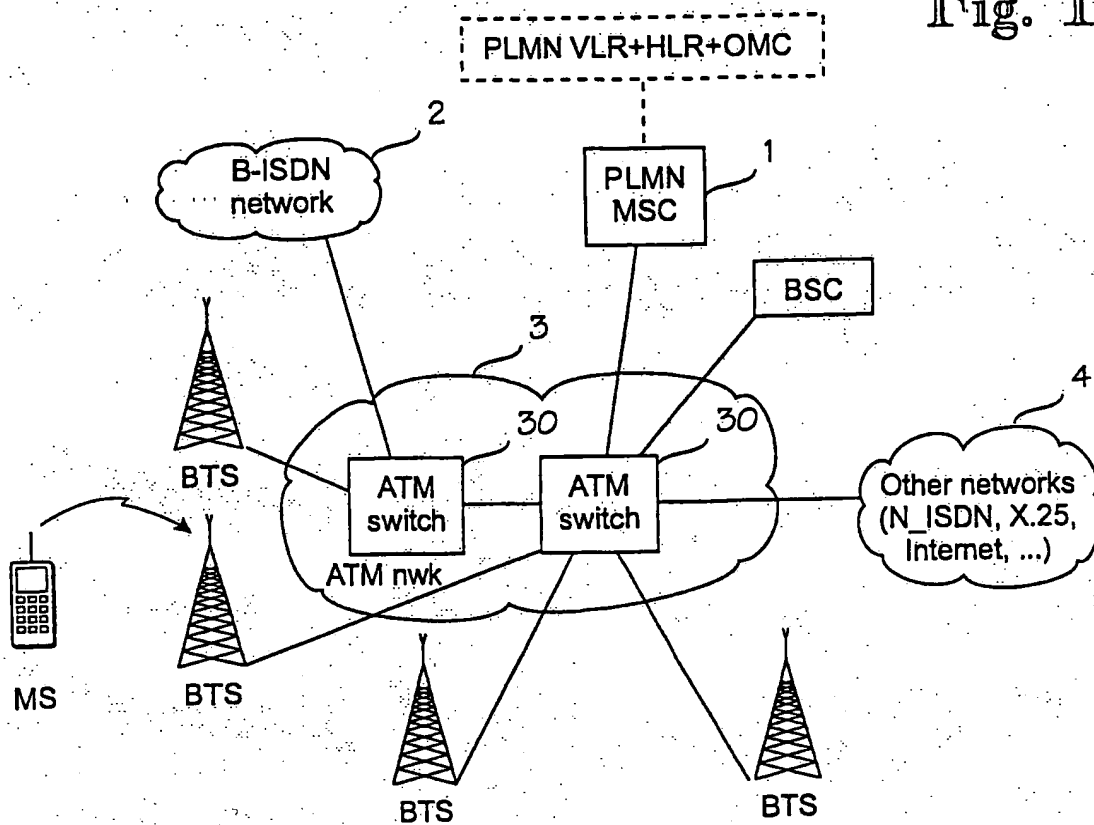 Fig. 1
PLMN VLR+HLR+OMC
2
B-ISDN
network
1
PLMN
MSC
BSC
3
4
30
30
BTS
ATM
switch
ATM
switch
Other networks
(N_ISDN, X.25,
Internet, ...)
ATM nwk
MS
BTS
BTS
BTS